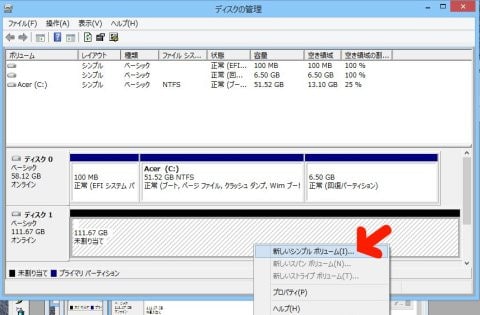 ディスクの管理
ファイル(F) 操作(A) 表示(V) ヘルプ(H)
ボリューム レイアウト 種類 ファイル シス... 状態 容量 空き領域 空き領域の割...
シンプル ベーシック 正常 (EFI... 100 MB 100 MB 100 %
シンプル ベーシック 正常 (回... 6.50 GB 6.50 GB 100 %
Acer (C:) シンプル ベーシック NTFS 正常 (ブー... 51.52 GB 13.10 GB 25 %
ディスク 0
ベーシック
58.12 GB
オンライン
100 MB
正常 (EFI システム パ
Acer (C:)
51.52 GB NTFS
正常 (ブート, ページ ファイル, クラッシュ ダンプ, Wim ブー!
6.50 GB
正常 (回復パーティション)
ディスク 1
ベーシック
111.67 GB
オンライン
111.67 GB
未割り当て
新しいシンプル ボリューム(I)...
新しいスパン ボリューム(N)...
新しいストライプ ボリューム(T)...
プロパティ(P)
ヘルプ(H)
未割り当て プライマリ パーティション